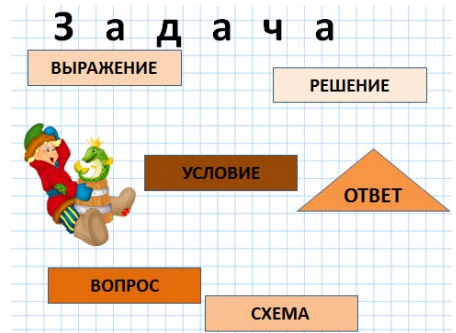 З а д а ч а
ВЫРАЖЕНИЕ
РЕШЕНИЕ
УСЛОВИЕ
ОТВЕТ
ВОПРОС
СХЕМА